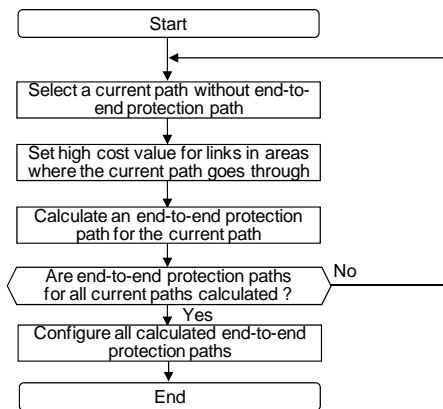 Start
Select a current path without end-to-
end protection path
Set high cost value for links in areas
where the current path goes through
Calculate an end-to-end protection
path for the current path
Are end-to-end protection paths
for all current paths calculated ?
No
Yes
Configure all calculated end-to-end
protection paths
End